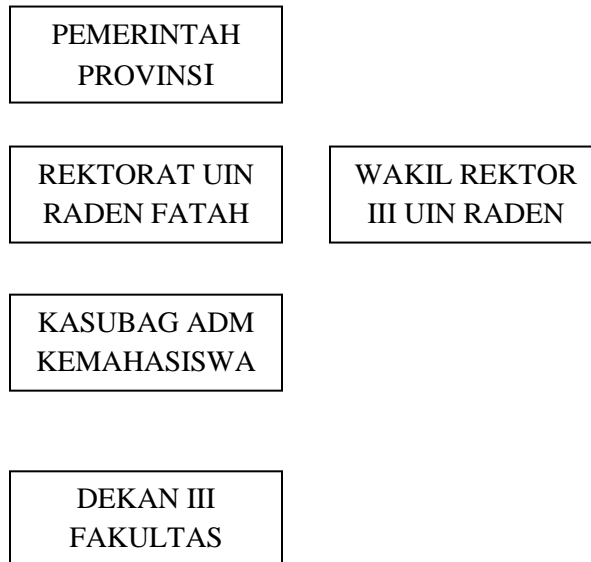 PEMERINTAH
PROVINSI
REKTORAT UIN
RADEN FATAH
WAKIL REKTOR
III UIN RADEN
KASUBAG ADM
KEMAHASISWA
DEKAN III
FAKULTAS